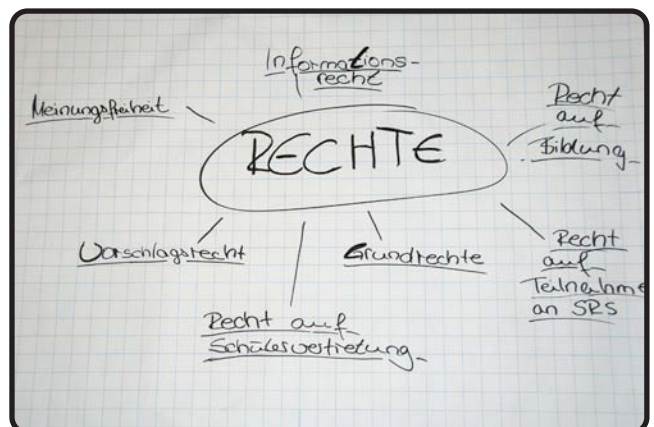 Informations-
recht
Meinungsfreiheit
Recht
auf
Bildung
RECHTE
Vorschlagsrecht
Grundrechte
Recht
auf
Teilnahme
an SRS
Recht auf
Schülervertretung